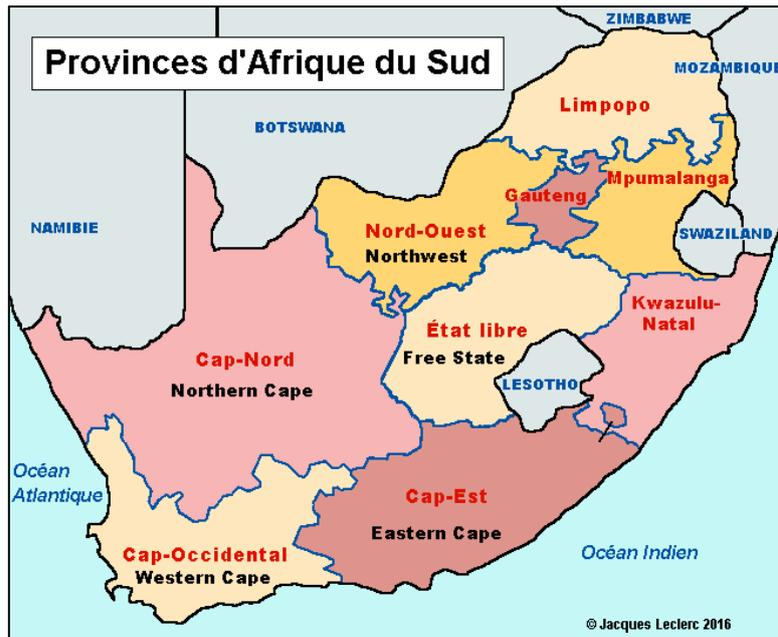 ZIMBABWE
Provinces d'Afrique du Sud
MOZAMBIQUE
Limpopo
BOTSWANA
Mpumalanga
Gauteng
NAMIBIE
Nord-Ouest
Northwest
SWAZILAND
Kwazulu-
Natal
État libre
Free State
Cap-Nord
Northern Cape
LESOTHO
Océan
Atlantique
Cap-Est
Eastern Cape
Cap-Occidental
Western Cape
Océan Indien
© Jacques Leclerc 2016